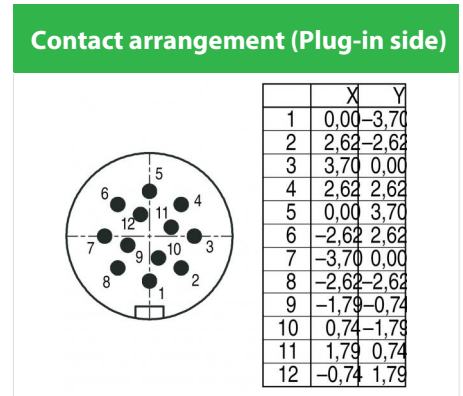 Contact arrangement (Plug-in side)
X Y
1 0,00 –3,70
2 2,62 –2,62
3 3,70 0,00
4 2,62 2,62
5 0,00 3,70
6 –2,62 2,62
7 –3,70 0,00
8 –2,62 –2,62
9 –1,79 –0,74
10 0,74 –1,79
11 1,79 0,74
12 –0,74 1,79
5
6 4
12 11
7 9 10 3
8 2
1